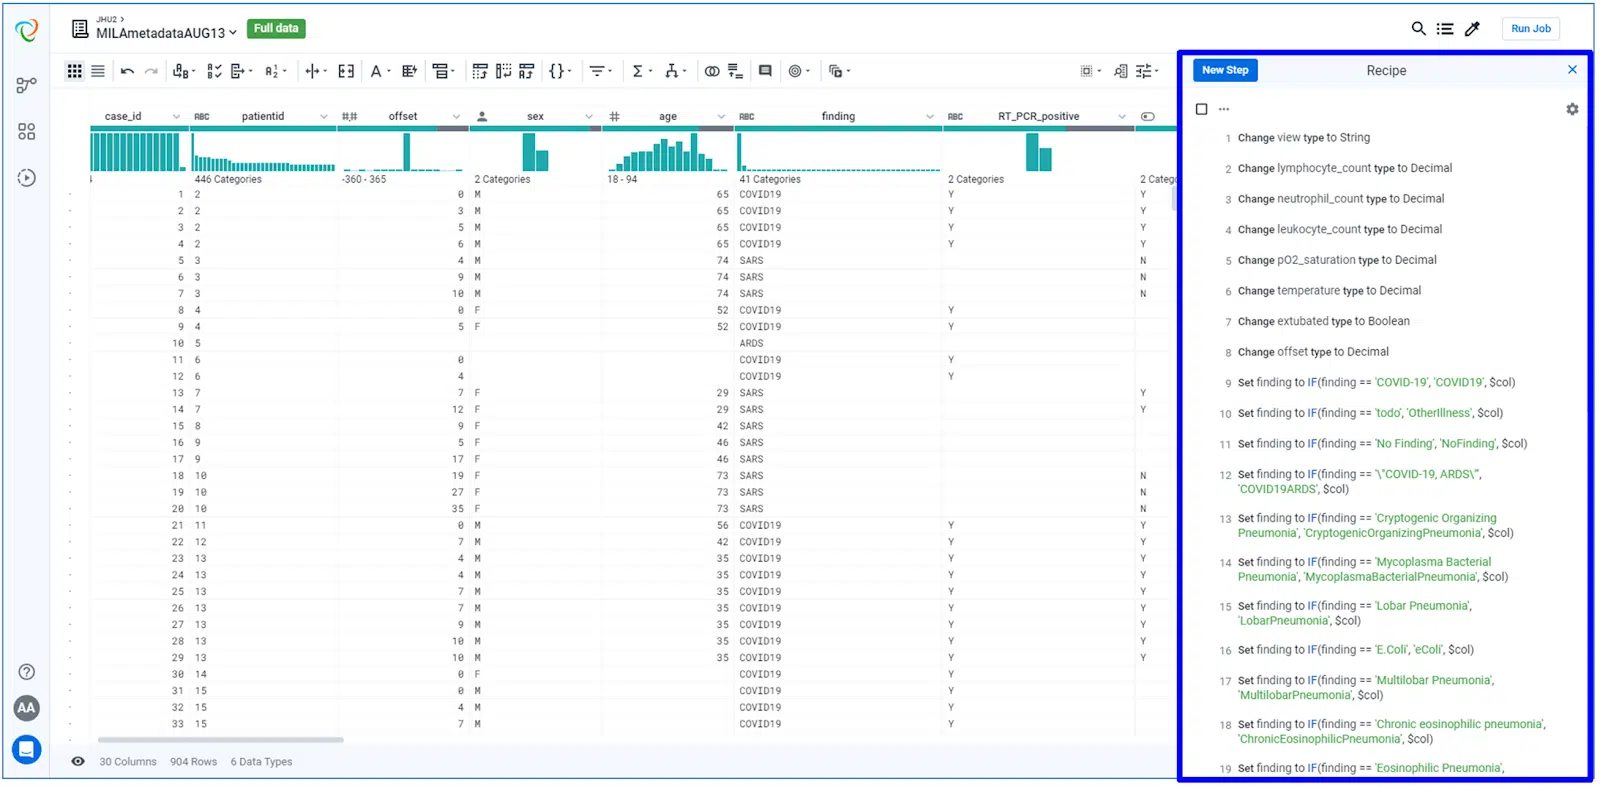 JHU2 >
MILAmetadataAUG13
Full data
Run Job
New Step
Recipe
case_id ABC patientid #.# offset sex # age ABC finding ABC RT_PCR_positive
446 Categories -360 - 365 2 Categories 18 - 94 41 Categories 2 Categories 2 Categ
1 2 0 M 65 COVID19 Y Y
2 2 3 M 65 COVID19 Y Y
3 2 5 M 65 COVID19 Y Y
4 2 6 M 65 COVID19 Y Y
5 3 4 M 74 SARS N
6 3 9 M 74 SARS N
7 3 10 M 74 SARS N
8 4 0 F 52 COVID19 Y
9 4 5 F 52 COVID19 Y
10 5 ARDS
11 6 0 COVID19 Y
12 6 4 COVID19 Y
13 7 7 F 29 SARS Y
14 7 12 F 29 SARS Y
15 8 9 F 42 SARS
16 9 5 F 46 SARS
17 9 17 F 46 SARS
18 10 19 F 73 SARS N
19 10 27 F 73 SARS N
20 10 35 F 73 SARS N
21 11 0 M 56 COVID19 Y Y
22 12 7 M 42 COVID19 Y Y
23 13 4 M 35 COVID19 Y Y
24 13 4 M 35 COVID19 Y Y
25 13 7 M 35 COVID19 Y Y
26 13 7 M 35 COVID19 Y Y
27 13 9 M 35 COVID19 Y Y
28 13 10 M 35 COVID19 Y Y
29 13 10 M 35 COVID19 Y Y
30 14 0 F COVID19 Y
31 15 0 M COVID19 Y
32 15 4 M COVID19 Y
33 15 7 M COVID19 Y
AA
30 Columns 904 Rows 6 Data Types
1 Change view type to String
2 Change lymphocyte_count type to Decimal
3 Change neutrophil_count type to Decimal
4 Change leukocyte_count type to Decimal
5 Change pO2_saturation type to Decimal
6 Change temperature type to Decimal
7 Change extubated type to Boolean
8 Change offset type to Decimal
9 Set finding to IF(finding == 'COVID-19', 'COVID19', $col)
10 Set finding to IF(finding == 'todo', 'OtherIllness', $col)
11 Set finding to IF(finding == 'No Finding', 'NoFinding', $col)
12 Set finding to IF(finding == '\"COVID-19, ARDS\"',
'COVID19ARDS', $col)
13 Set finding to IF(finding == 'Cryptogenic Organizing
Pneumonia', 'CryptogenicOrganizingPneumonia', $col)
14 Set finding to IF(finding == 'Mycoplasma Bacterial
Pneumonia', 'MycoplasmaBacterialPneumonia', $col)
15 Set finding to IF(finding == 'Lobar Pneumonia',
'LobarPneumonia', $col)
16 Set finding to IF(finding == 'E.Coli', 'eColi', $col)
17 Set finding to IF(finding == 'Multilobar Pneumonia',
'MultilobarPneumonia', $col)
18 Set finding to IF(finding == 'Chronic eosinophilic pneumonia',
'ChronicEosinophilicPneumonia', $col)
19 Set finding to IF(finding == 'Eosinophilic Pneumonia',